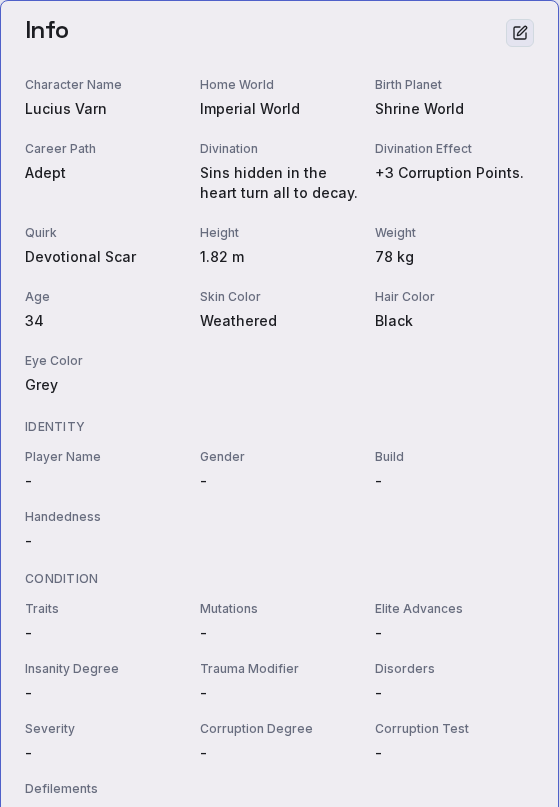 Info
Character Name Home World Birth Planet
Lucius Varn Imperial World Shrine World
Career Path Divination Divination Effect
Adept Sins hidden in the +3 Corruption Points.
heart turn all to decay.
Quirk Height Weight
Devotional Scar 1.82 m 78 kg
Age Skin Color Hair Color
34 Weathered Black
Eye Color
Grey
IDENTITY
Player Name Gender Build
- - -
Handedness
-
CONDITION
Traits Mutations Elite Advances
- - -
Insanity Degree Trauma Modifier Disorders
- - -
Severity Corruption Degree Corruption Test
- - -
Defilements